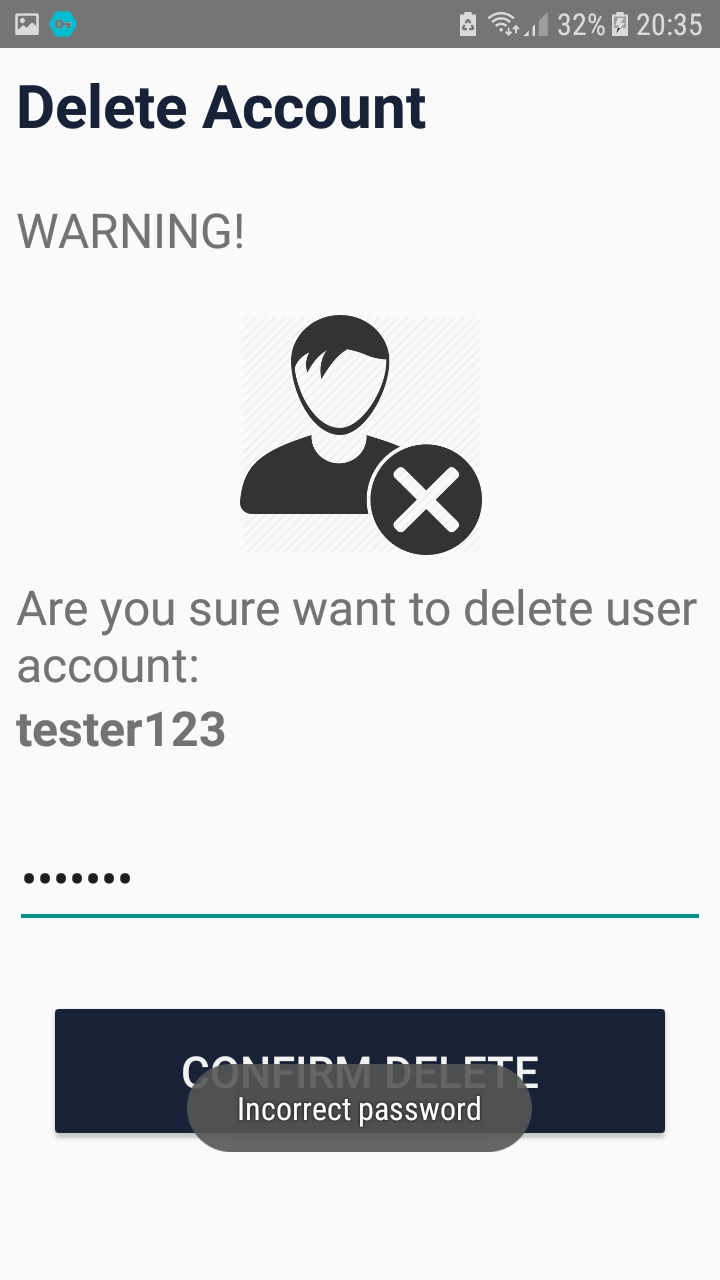 32% 20:35
Delete Account
WARNING!
Are you sure want to delete user
account:
tester123
•••••••
CONFIRM DELETE
Incorrect password